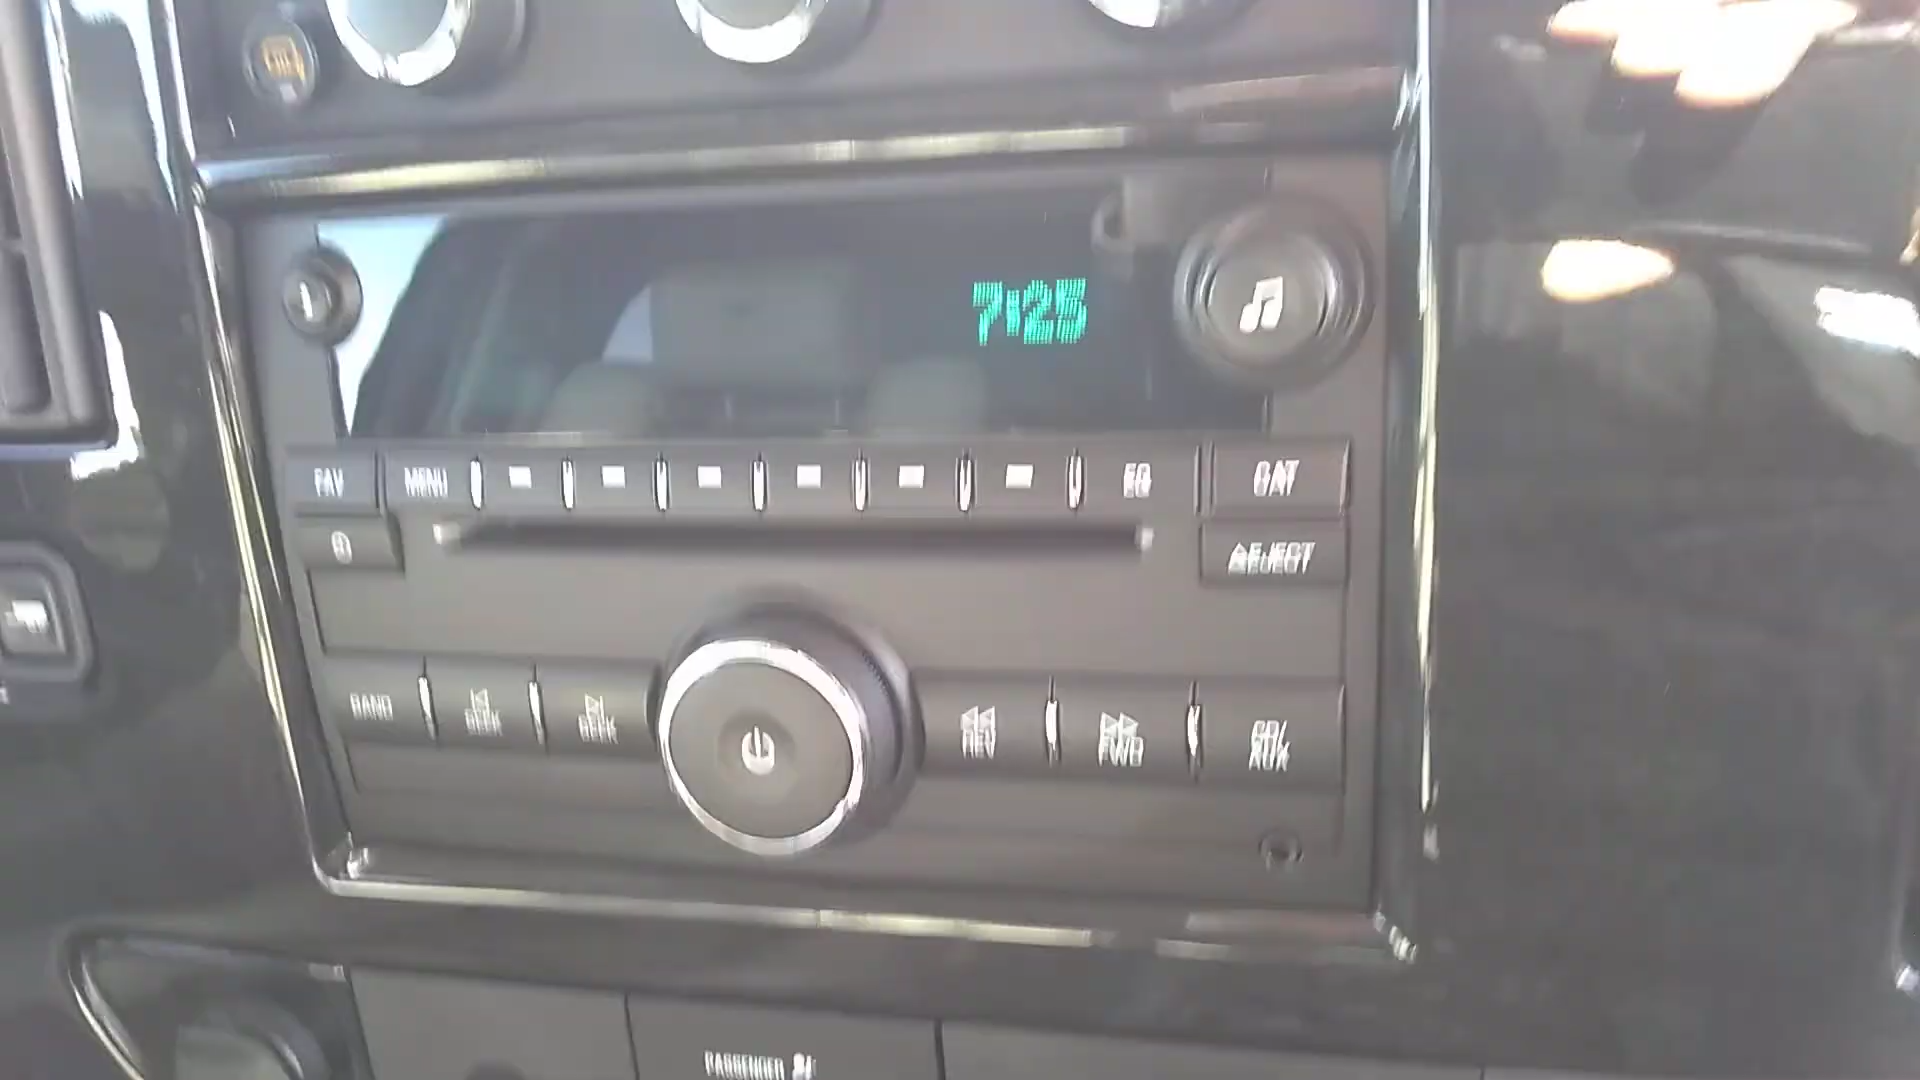 7:25
FAV
MENU
EQ
CAT
EJECT
BAND
SEEK
SEEK
REV
FWD
CD/
AUX
PASSENGER